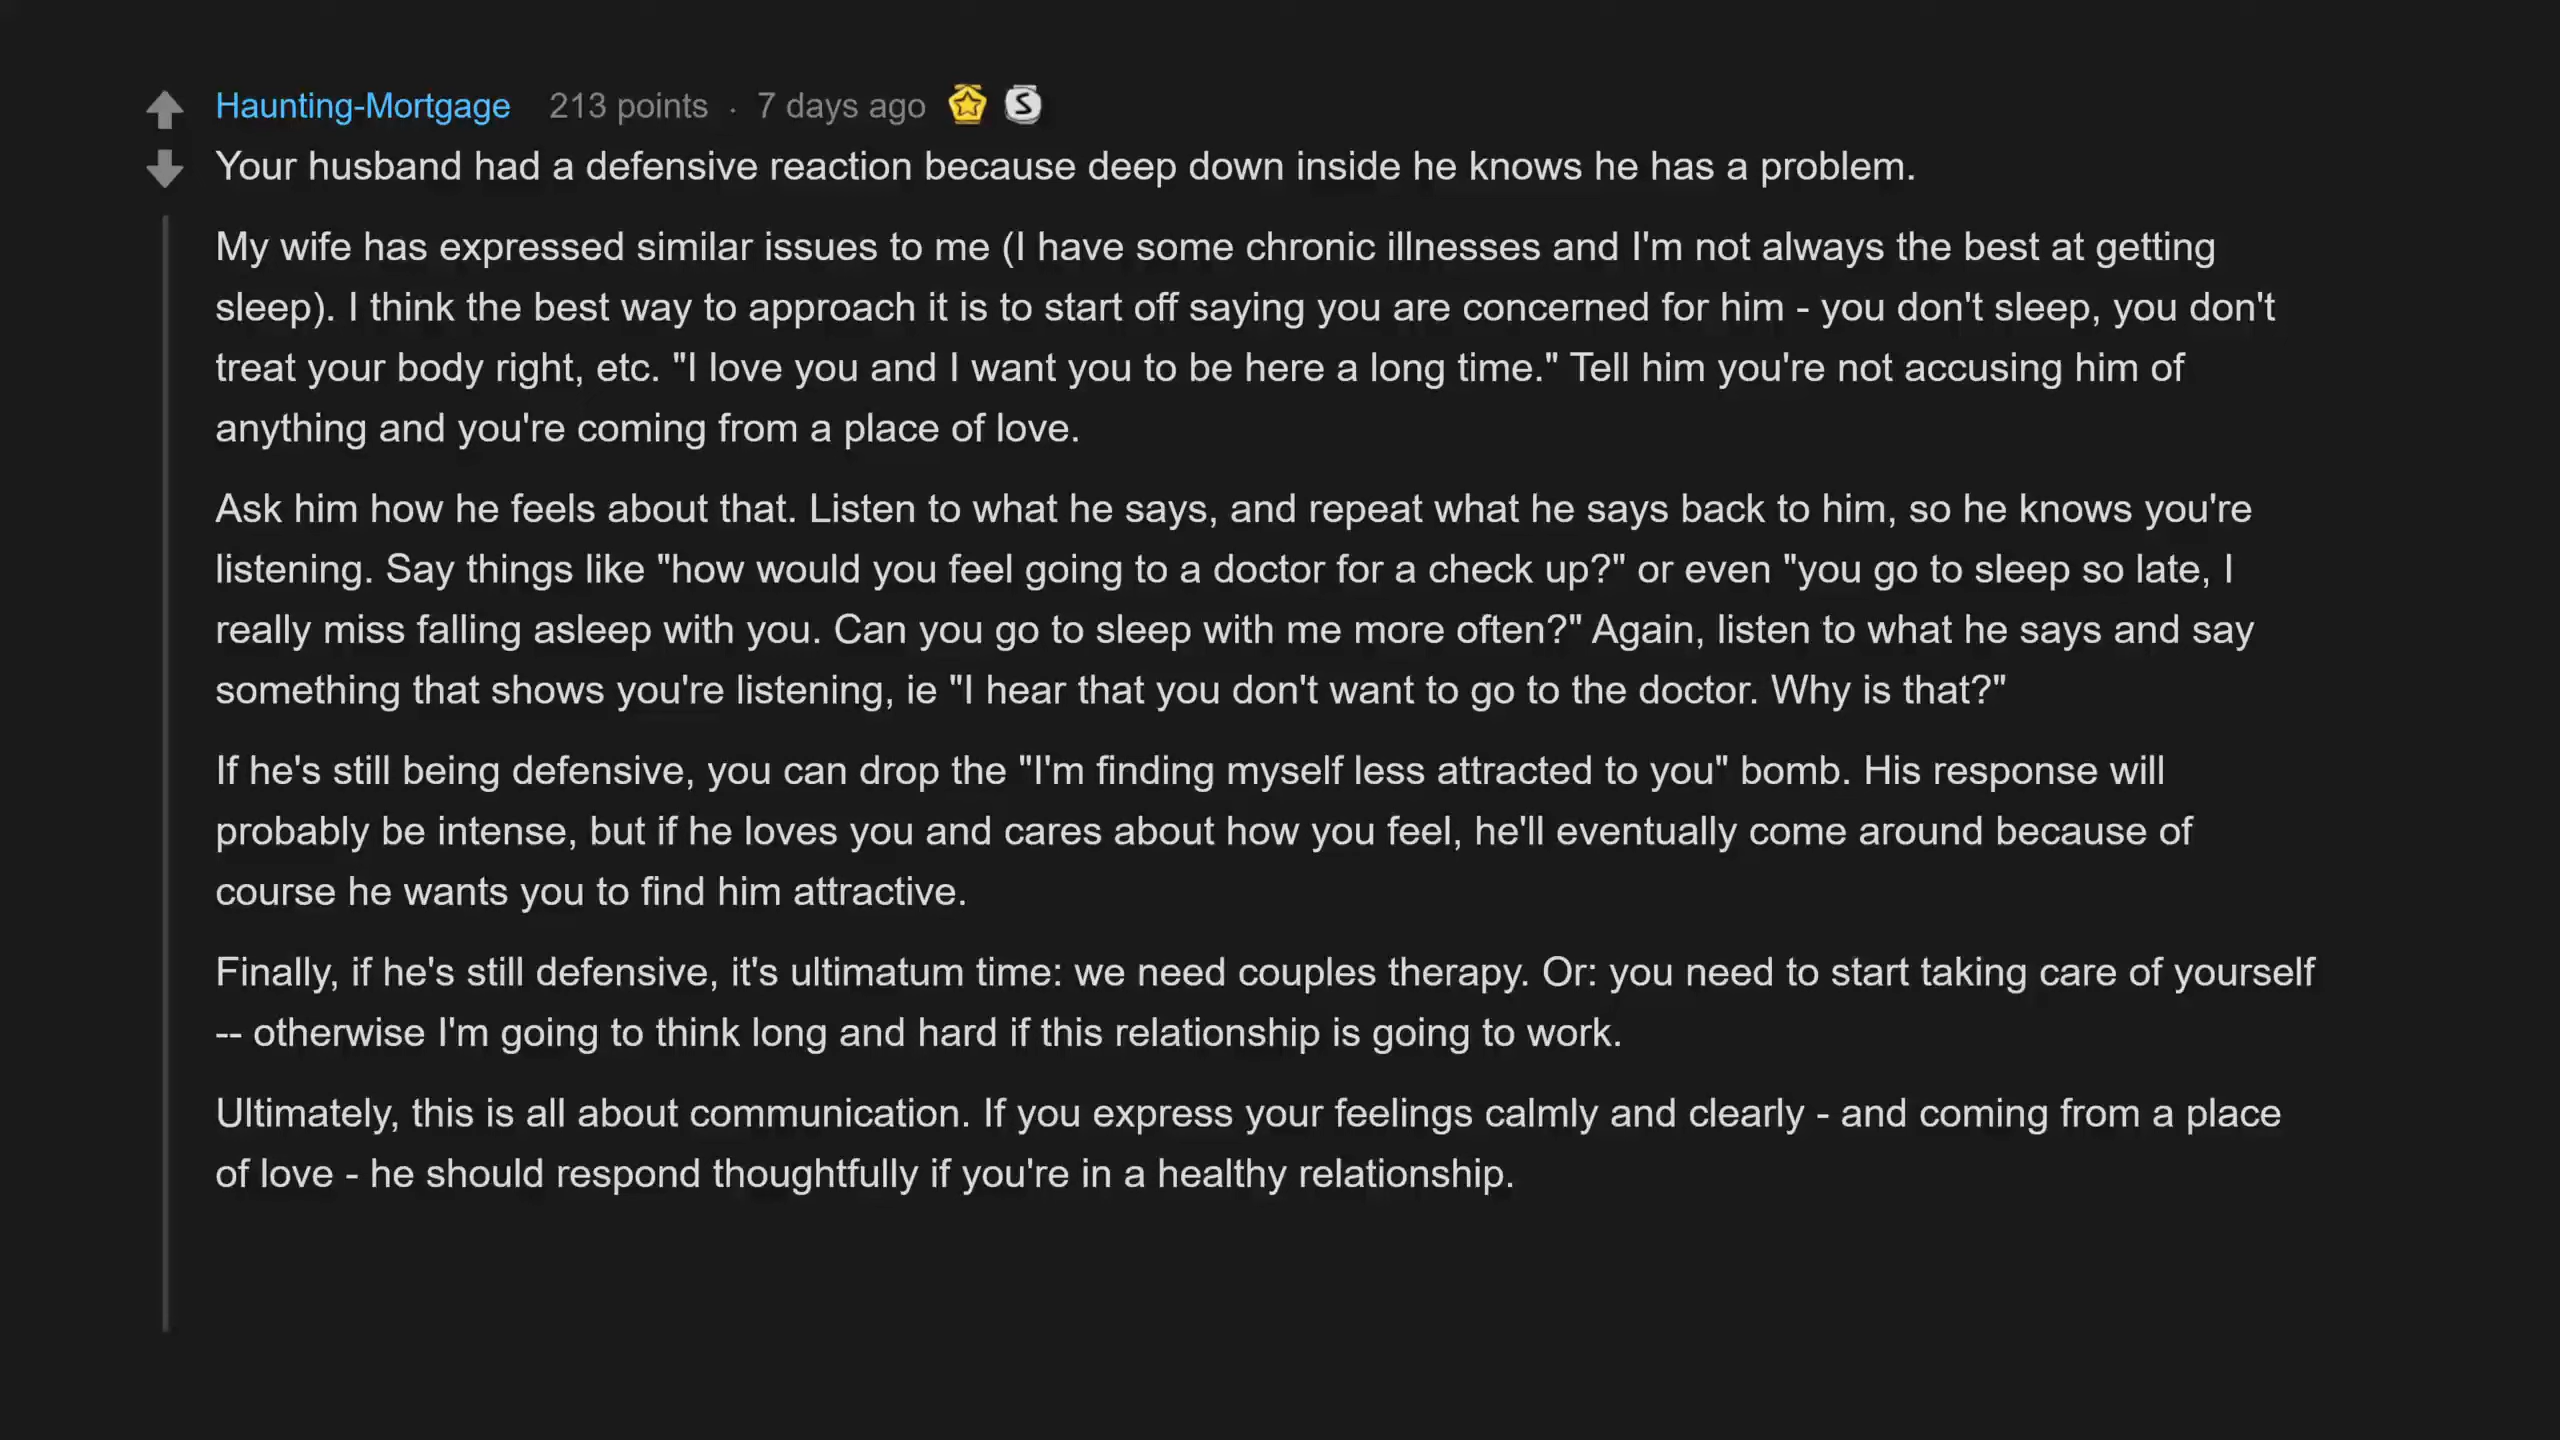 Haunting-Mortgage 213 points · 7 days ago S
Your husband had a defensive reaction because deep down inside he knows he has a problem.
My wife has expressed similar issues to me (I have some chronic illnesses and I'm not always the best at getting
sleep). I think the best way to approach it is to start off saying you are concerned for him - you don't sleep, you don't
treat your body right, etc. "I love you and I want you to be here a long time." Tell him you're not accusing him of
anything and you're coming from a place of love.
Ask him how he feels about that. Listen to what he says, and repeat what he says back to him, so he knows you're
listening. Say things like "how would you feel going to a doctor for a check up?" or even "you go to sleep so late, I
really miss falling asleep with you. Can you go to sleep with me more often?" Again, listen to what he says and say
something that shows you're listening, ie "I hear that you don't want to go to the doctor. Why is that?"
If he's still being defensive, you can drop the "I'm finding myself less attracted to you" bomb. His response will
probably be intense, but if he loves you and cares about how you feel, he'll eventually come around because of
course he wants you to find him attractive.
Finally, if he's still defensive, it's ultimatum time: we need couples therapy. Or: you need to start taking care of yourself
-- otherwise I'm going to think long and hard if this relationship is going to work.
Ultimately, this is all about communication. If you express your feelings calmly and clearly - and coming from a place
of love - he should respond thoughtfully if you're in a healthy relationship.